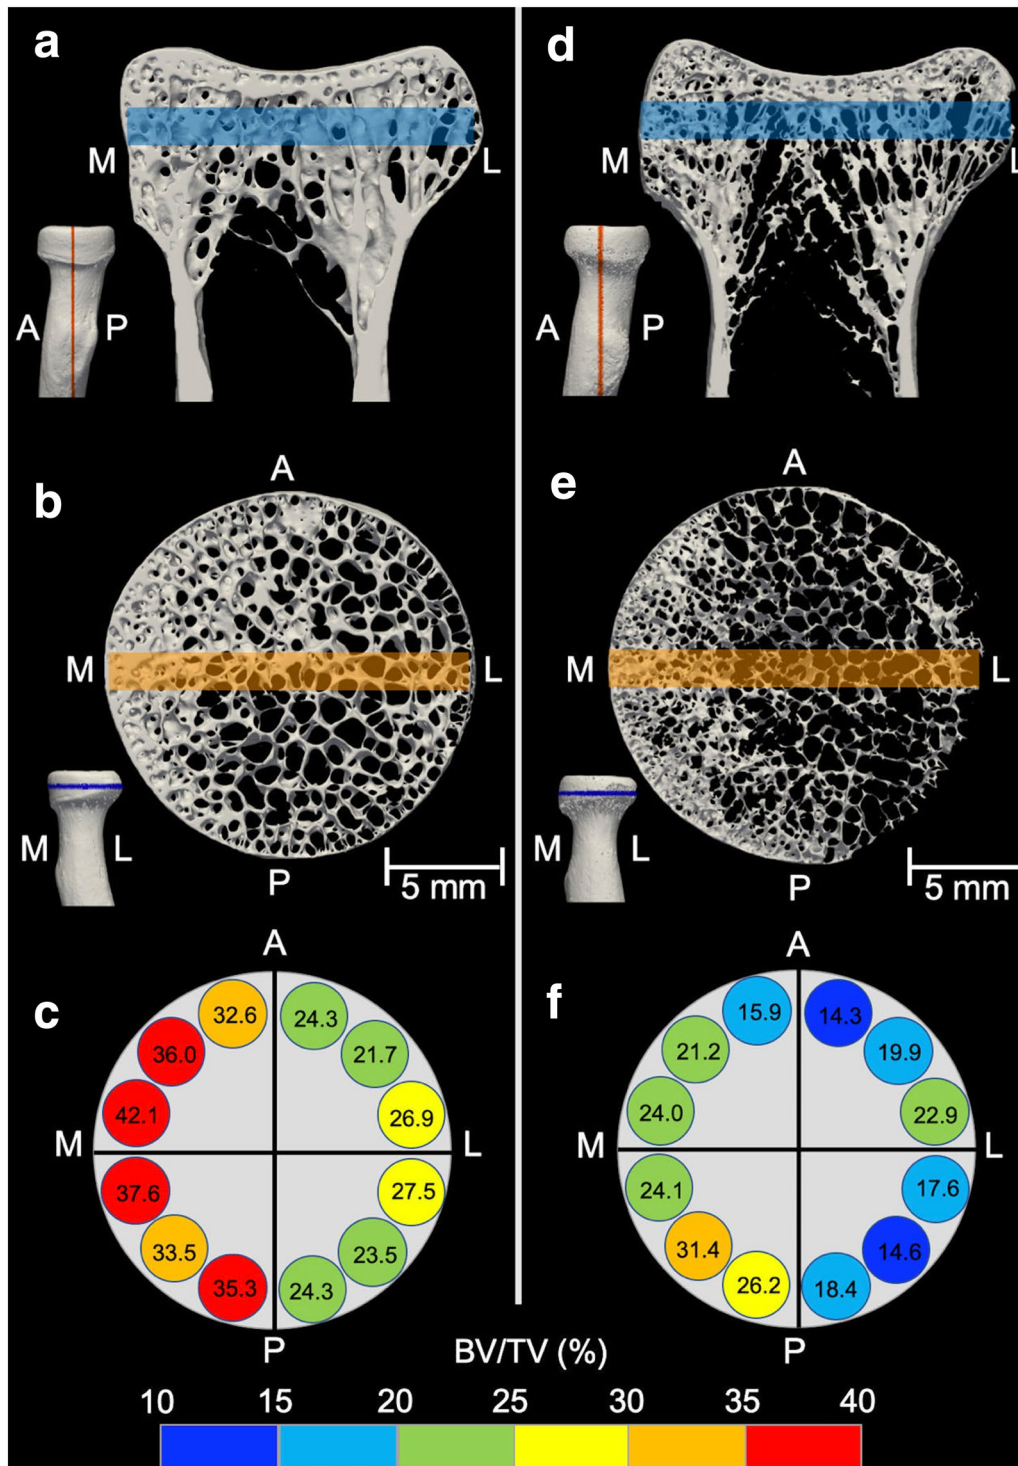 a
M L
A P
d
M L
A P
b
A
M L
P
M L
5 mm
e
A
M L
P
M L
5 mm
c
A
32.6 24.3
36.0 21.7
42.1 26.9
M L
37.6 27.5
33.5 23.5
35.3 24.3
P
f
A
15.9 14.3
21.2 19.9
24.0 22.9
M L
24.1 17.6
31.4 14.6
26.2 18.4
P
BV/TV (%)
10 15 20 25 30 35 40